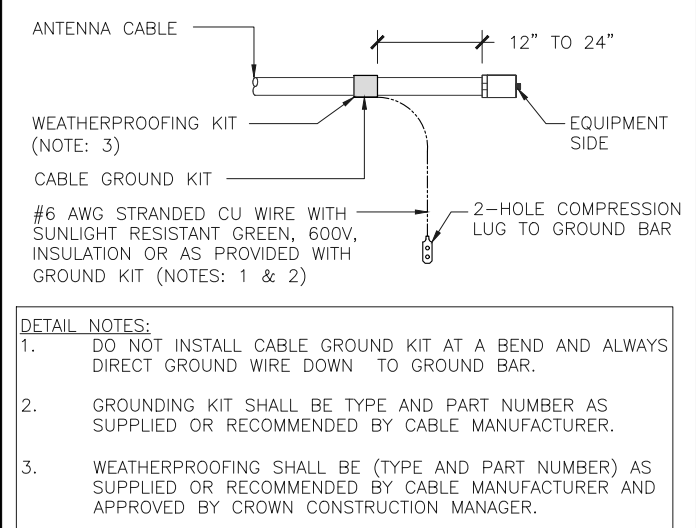 ANTENNA CABLE
12" TO 24"
WEATHERPROOFING KIT
(NOTE: 3)
EQUIPMENT
SIDE
CABLE GROUND KIT
#6 AWG STRANDED CU WIRE WITH
SUNLIGHT RESISTANT GREEN, 600V,
INSULATION OR AS PROVIDED WITH
GROUND KIT (NOTES: 1 & 2)
2-HOLE COMPRESSION
LUG TO GROUND BAR
DETAIL NOTES:
1. DO NOT INSTALL CABLE GROUND KIT AT A BEND AND ALWAYS
DIRECT GROUND WIRE DOWN TO GROUND BAR.
2. GROUNDING KIT SHALL BE TYPE AND PART NUMBER AS
SUPPLIED OR RECOMMENDED BY CABLE MANUFACTURER.
3. WEATHERPROOFING SHALL BE (TYPE AND PART NUMBER) AS
SUPPLIED OR RECOMMENDED BY CABLE MANUFACTURER AND
APPROVED BY CROWN CONSTRUCTION MANAGER.